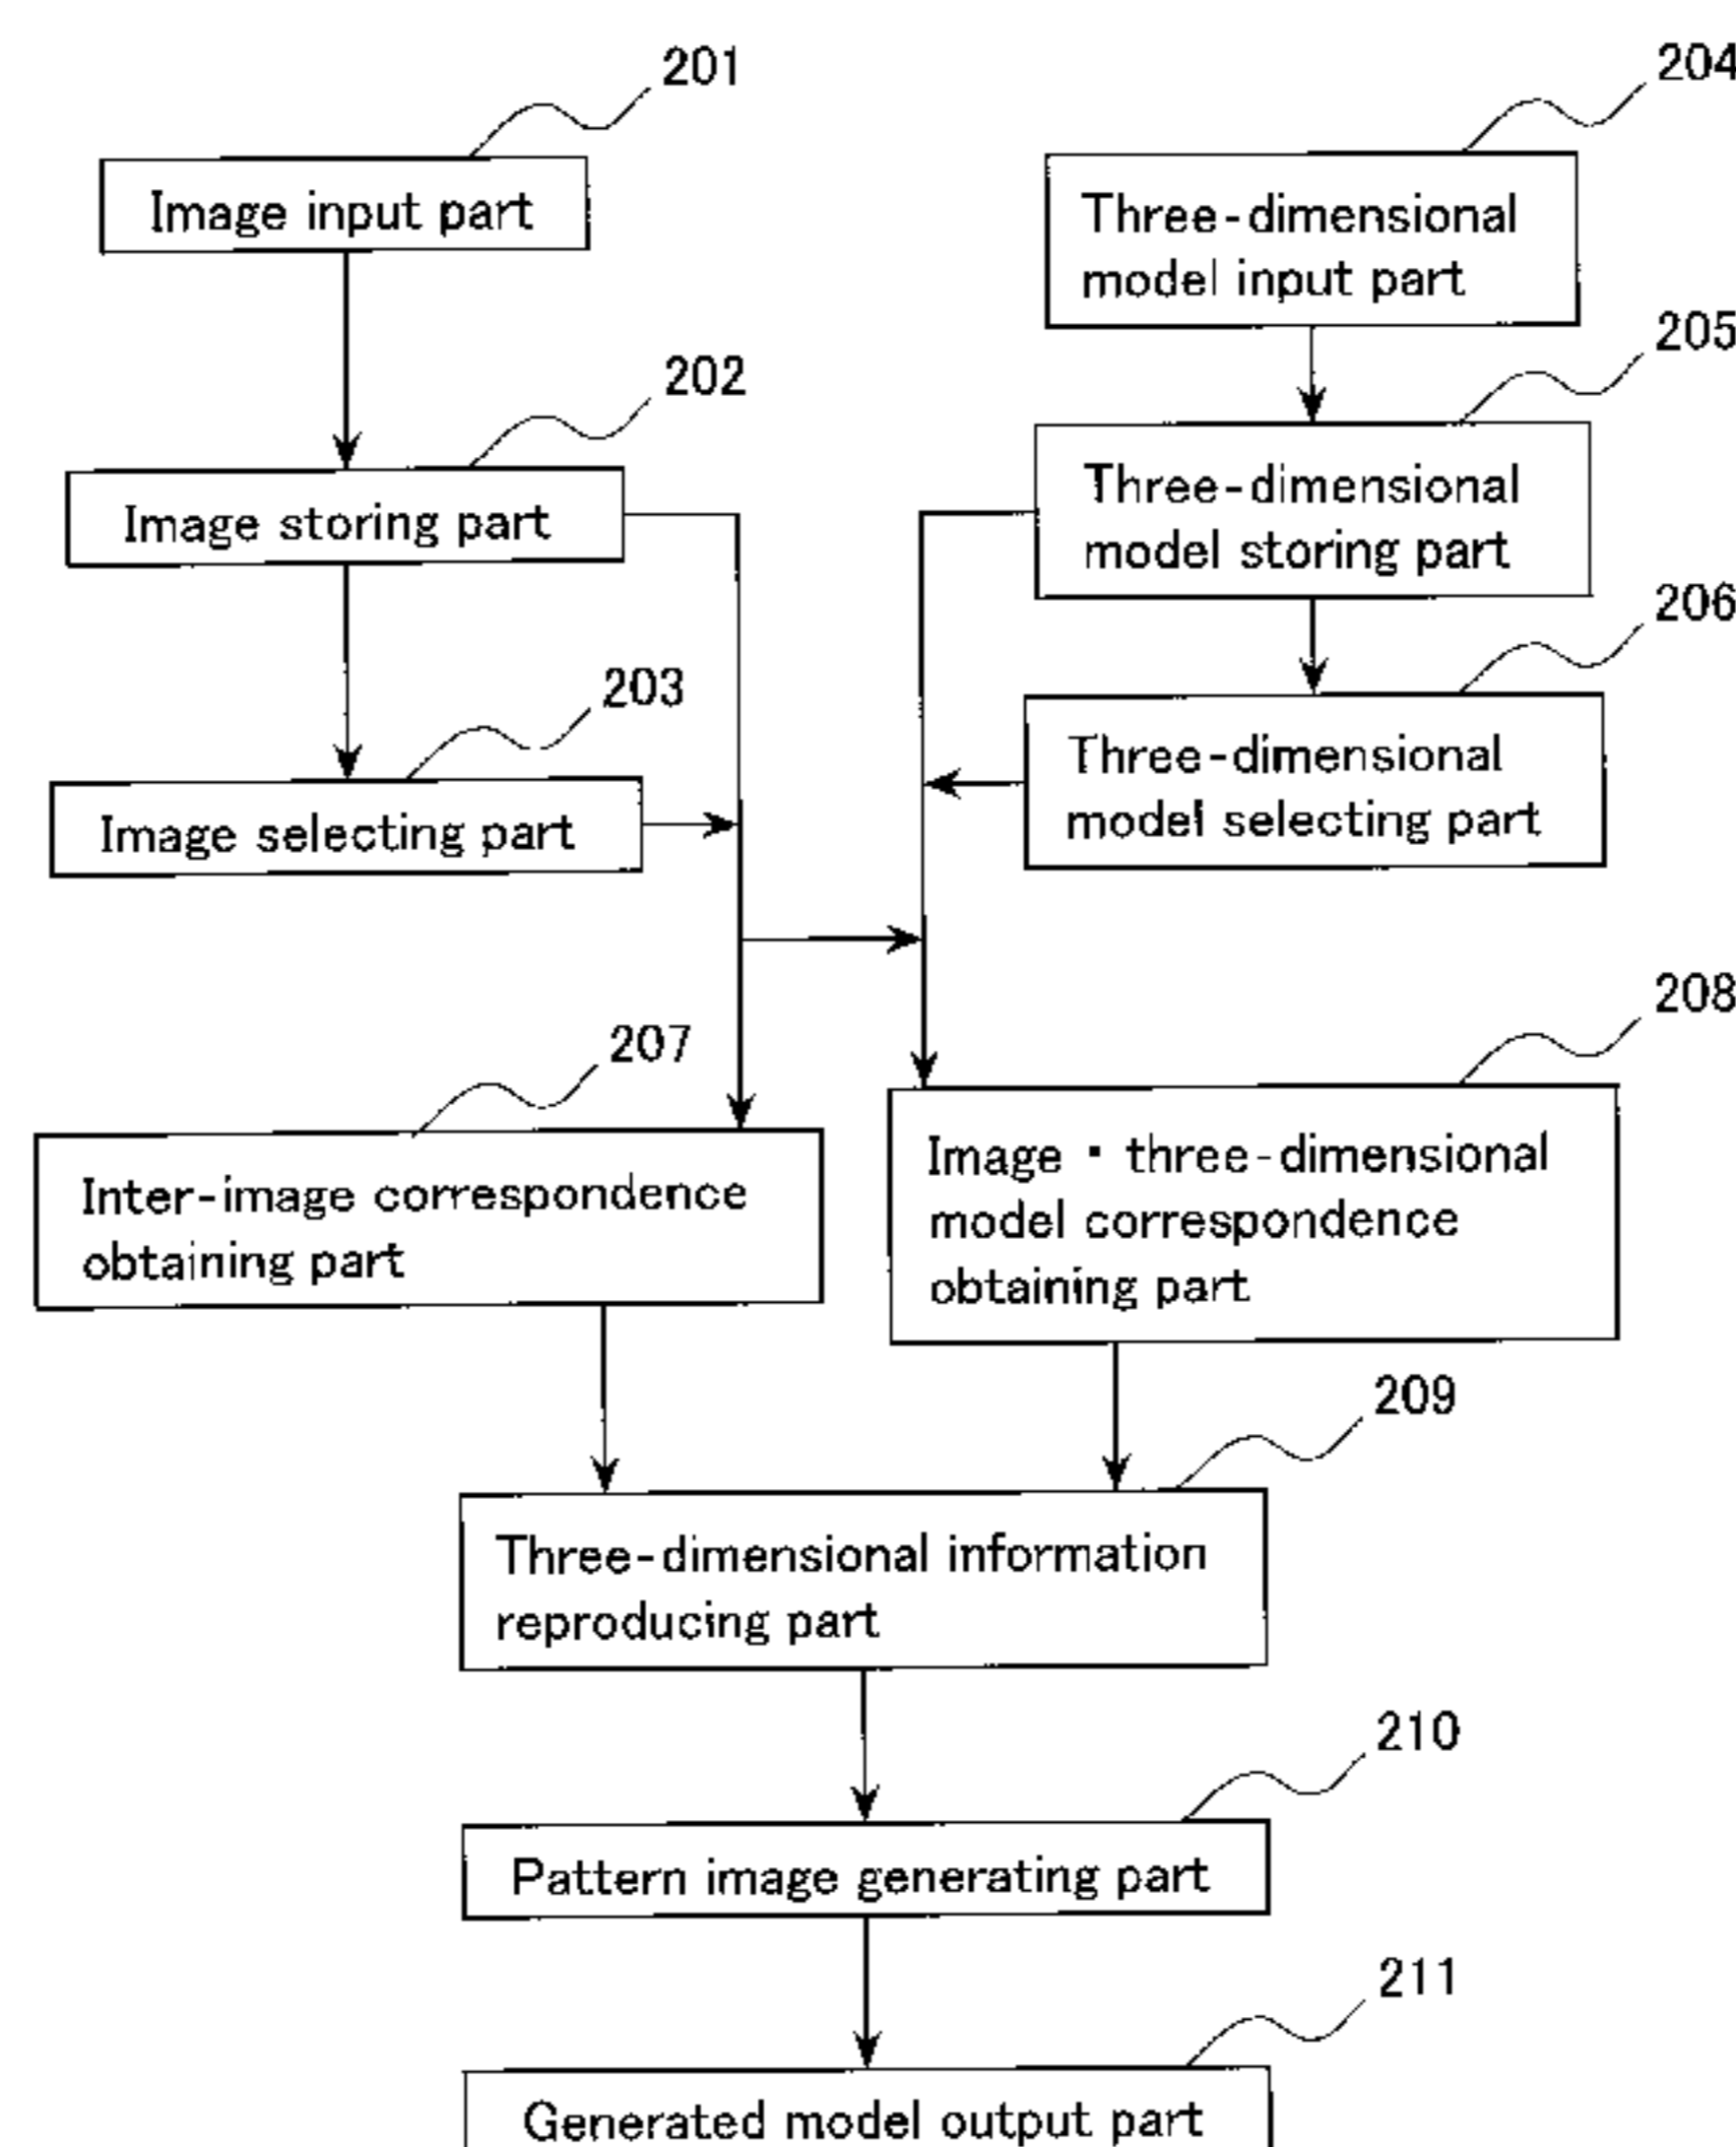 201
Image input part
202
Image storing part
203
Image selecting part
204
Three-dimensional
model input part
205
Three-dimensional
model storing part
206
Three-dimensional
model selecting part
207
Inter-image correspondence
obtaining part
208
Image・three-dimensional
model correspondence
obtaining part
209
Three-dimensional information
reproducing part
210
Pattern image generating part
211
Generated model output part